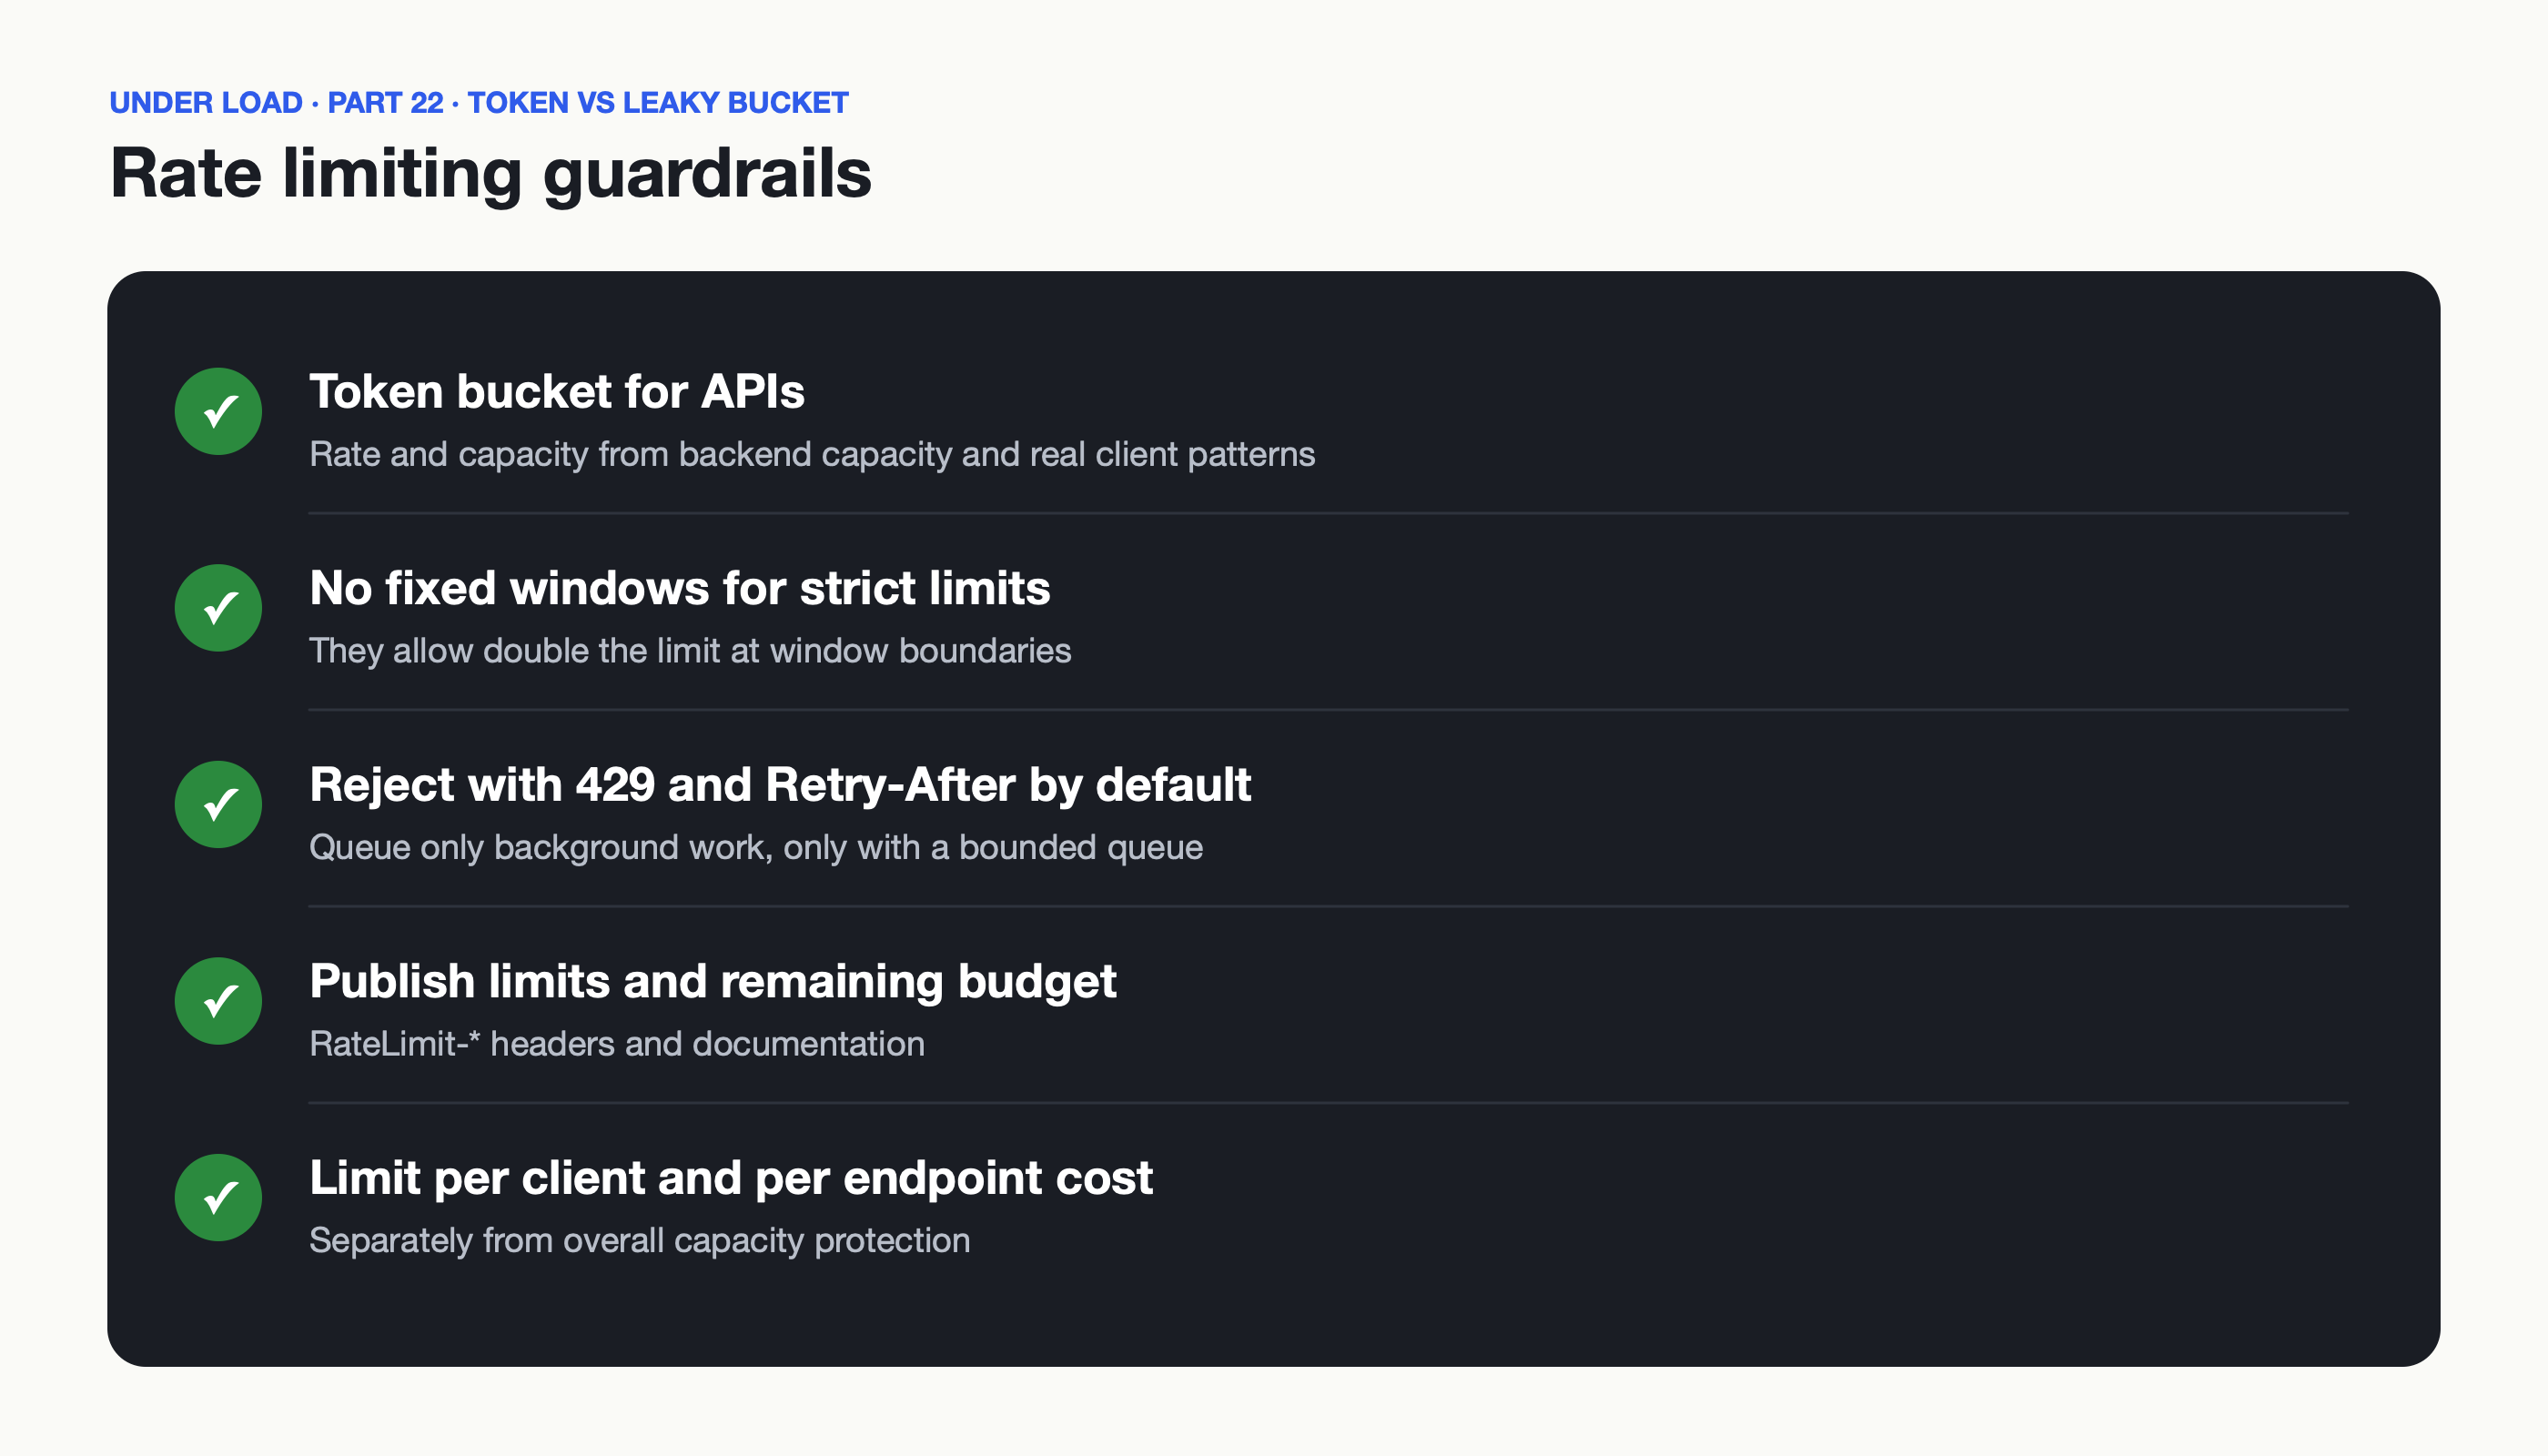 UNDER LOAD · PART 22 · TOKEN VS LEAKY BUCKET
Rate limiting guardrails
Token bucket for APIs
Rate and capacity from backend capacity and real client patterns
No fixed windows for strict limits
They allow double the limit at window boundaries
Reject with 429 and Retry-After by default
Queue only background work, only with a bounded queue
Publish limits and remaining budget
RateLimit-* headers and documentation
Limit per client and per endpoint cost
Separately from overall capacity protection